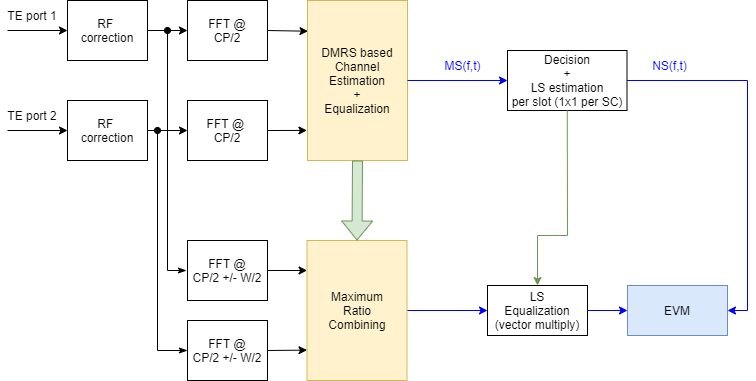 TE port 1
RF
correction
FFT @
CP/2
DMRS based
Channel
Estimation
+
Equalization
MS(f,t)
Decision
+
LS estimation
per slot (1x1 per SC)
NS(f,t)
TE port 2
RF
correction
FFT @
CP/2
FFT @
CP/2 +/- W/2
Maximum
Ratio
Combining
LS
Equalization
(vector multiply)
EVM
FFT @
CP/2 +/- W/2